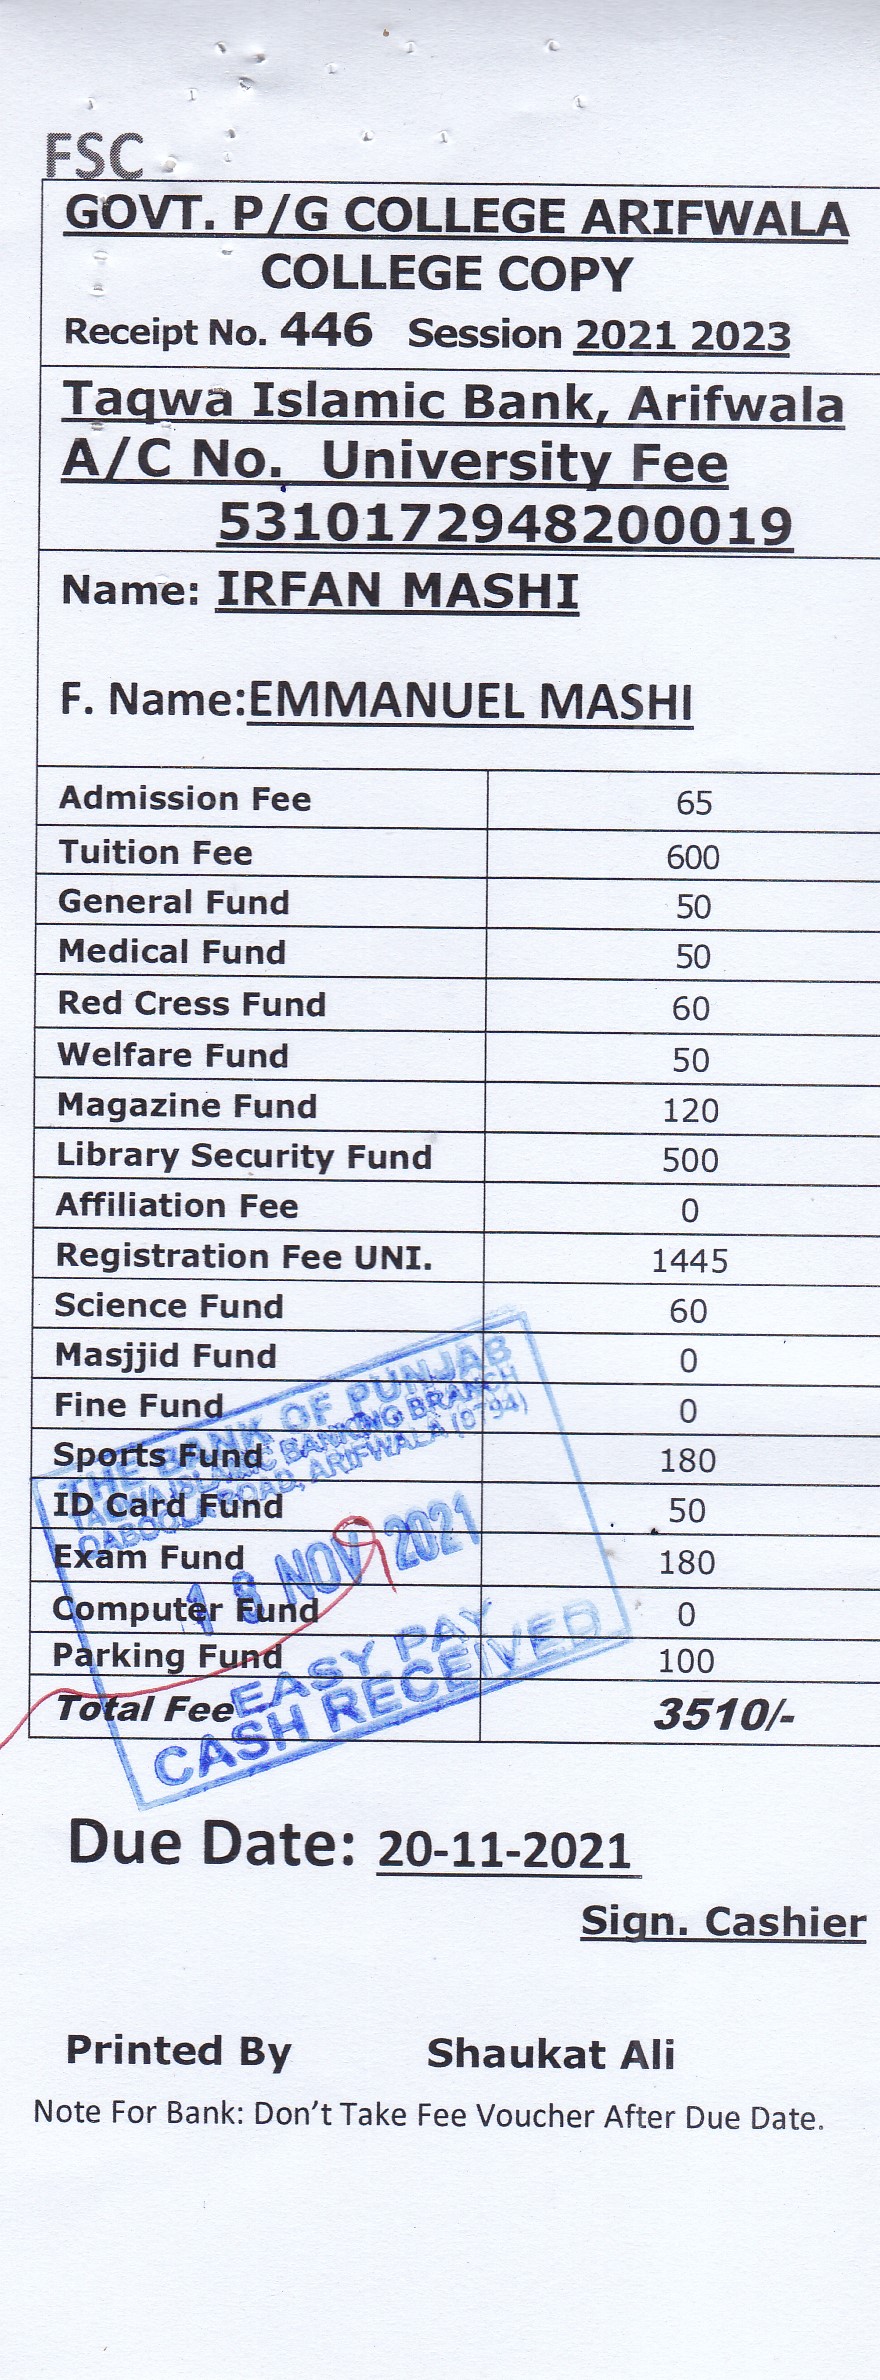 FSC
GOVT. P/G COLLEGE ARIFWALA
COLLEGE COPY
Receipt No. 446 Session 2021 2023
Taqwa Islamic Bank, Arifwala
A/C No. University Fee
5310172948200019
Name: IRFAN MASHI
F. Name:EMMANUEL MASHI
Admission Fee 65
Tuition Fee 600
General Fund 50
Medical Fund 50
Red Cress Fund 60
Welfare Fund 50
Magazine Fund 120
Library Security Fund 500
Affiliation Fee 0
Registration Fee UNI. 1445
Science Fund 60
Masjjid Fund 0
Fine Fund 0
Sports Fund 180
ID Card Fund 50
Exam Fund 180
Computer Fund 0
Parking Fund 100
Total Fee 3510/-
THE BANK OF PUNJAB
TAQWA ISLAMIC BANKING BRANCH
ROAD, ARIFWALA (0794)
NOV 2021
EASY PAY
CASH RECEIVED
Due Date: 20-11-2021
Sign. Cashier
Printed By Shaukat Ali
Note For Bank: Don't Take Fee Voucher After Due Date.